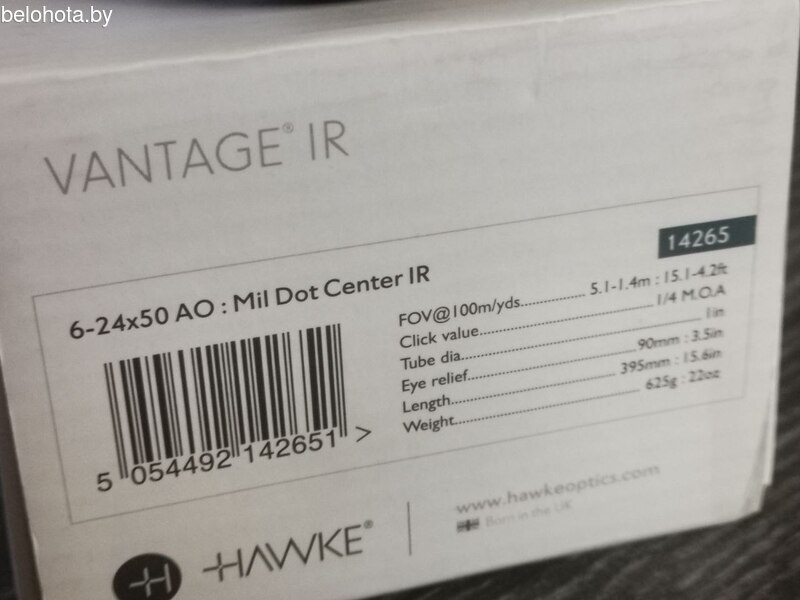 belohota.by
VANTAGE® IR
14265
6-24x50 AO : Mil Dot Center IR
FOV@100m/yds............ 5.1-1.4m : 15.1-4.2ft
Click value........................ 1/4 M.O.A
Tube dia........................ 1in
Eye relief........................ 90mm : 3.5in
Length........................ 395mm : 15.6in
Weight........................ 625g : 22oz
5 054492 142651 >
HAWKE®
www.hawkeoptics.com
Born in the UK